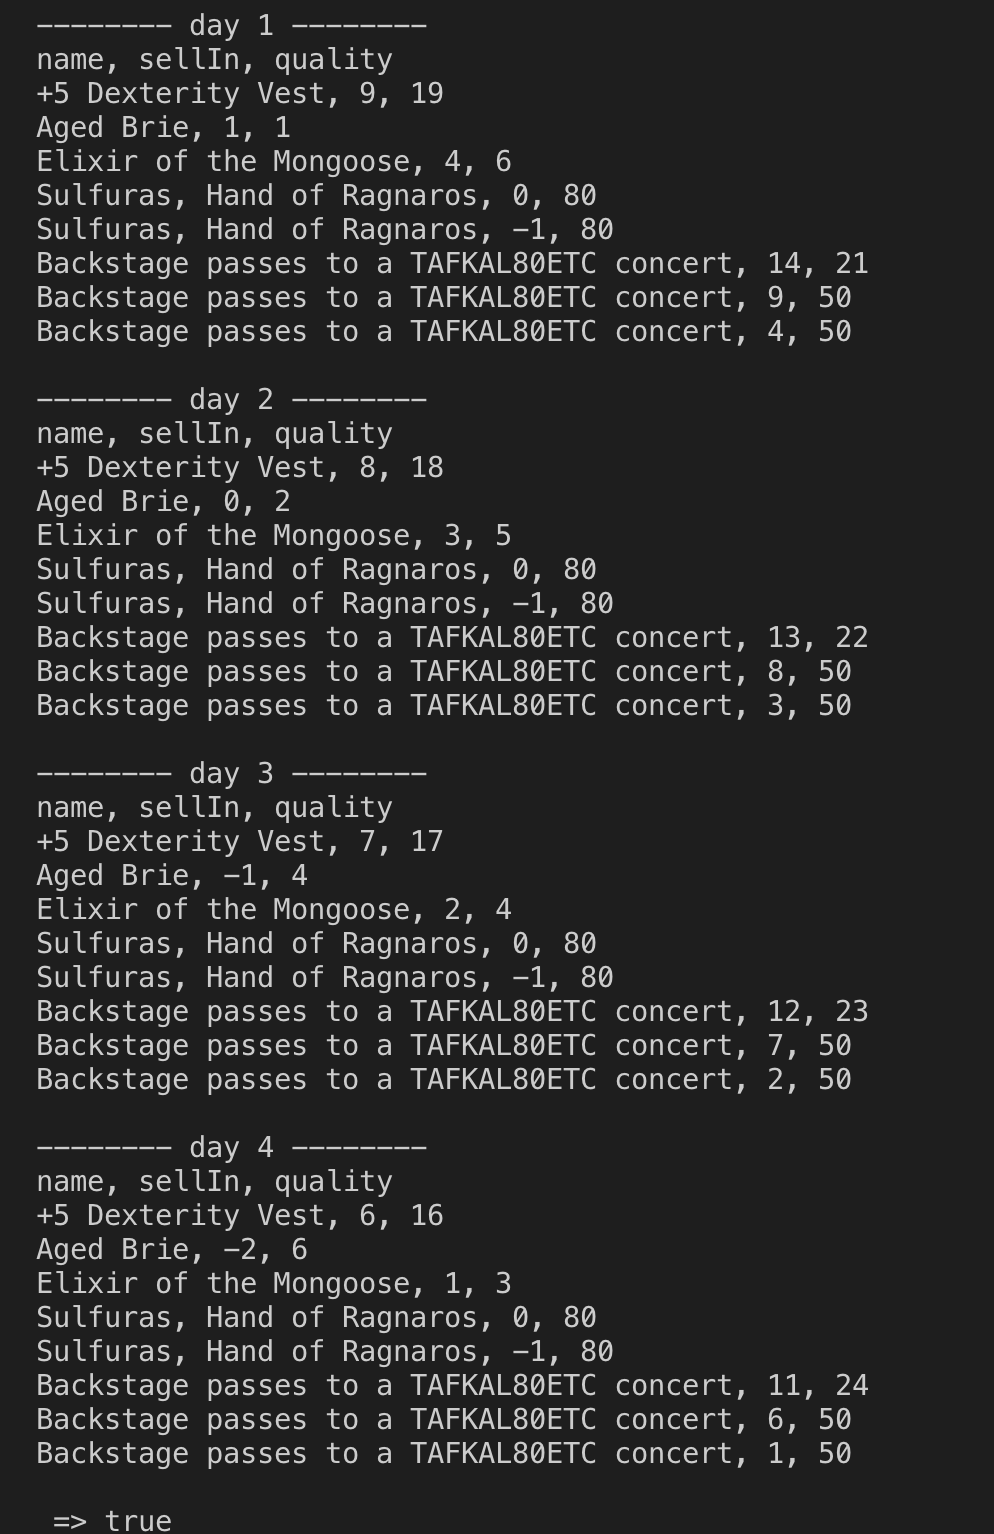 -------- day 1 --------
name, sellIn, quality
+5 Dexterity Vest, 9, 19
Aged Brie, 1, 1
Elixir of the Mongoose, 4, 6
Sulfuras, Hand of Ragnaros, 0, 80
Sulfuras, Hand of Ragnaros, -1, 80
Backstage passes to a TAFKAL80ETC concert, 14, 21
Backstage passes to a TAFKAL80ETC concert, 9, 50
Backstage passes to a TAFKAL80ETC concert, 4, 50

-------- day 2 --------
name, sellIn, quality
+5 Dexterity Vest, 8, 18
Aged Brie, 0, 2
Elixir of the Mongoose, 3, 5
Sulfuras, Hand of Ragnaros, 0, 80
Sulfuras, Hand of Ragnaros, -1, 80
Backstage passes to a TAFKAL80ETC concert, 13, 22
Backstage passes to a TAFKAL80ETC concert, 8, 50
Backstage passes to a TAFKAL80ETC concert, 3, 50

-------- day 3 --------
name, sellIn, quality
+5 Dexterity Vest, 7, 17
Aged Brie, -1, 4
Elixir of the Mongoose, 2, 4
Sulfuras, Hand of Ragnaros, 0, 80
Sulfuras, Hand of Ragnaros, -1, 80
Backstage passes to a TAFKAL80ETC concert, 12, 23
Backstage passes to a TAFKAL80ETC concert, 7, 50
Backstage passes to a TAFKAL80ETC concert, 2, 50

-------- day 4 --------
name, sellIn, quality
+5 Dexterity Vest, 6, 16
Aged Brie, -2, 6
Elixir of the Mongoose, 1, 3
Sulfuras, Hand of Ragnaros, 0, 80
Sulfuras, Hand of Ragnaros, -1, 80
Backstage passes to a TAFKAL80ETC concert, 11, 24
Backstage passes to a TAFKAL80ETC concert, 6, 50
Backstage passes to a TAFKAL80ETC concert, 1, 50

=> true